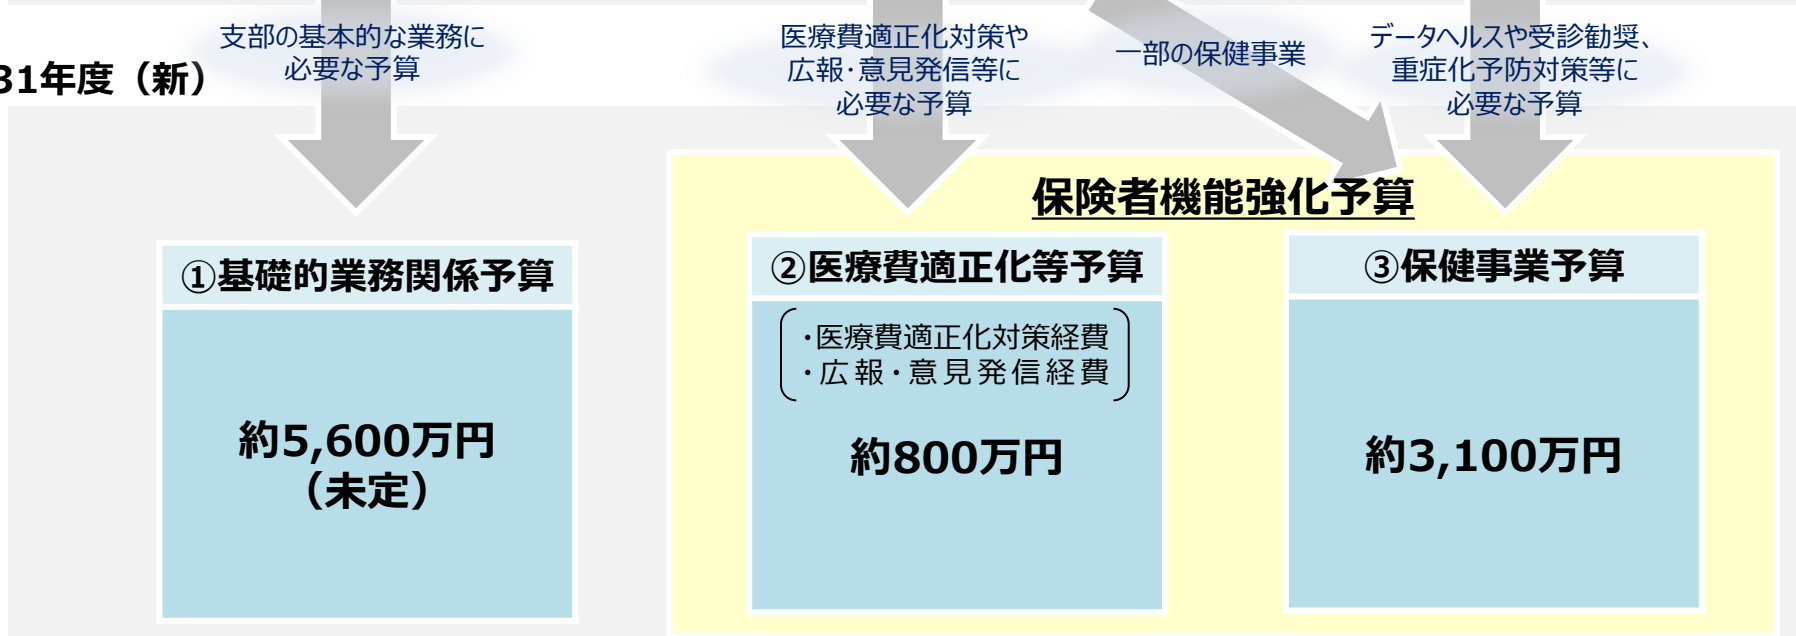 支部の基本的な業務に
必要な予算
医療費適正化対策や
広報・意見発信等に
必要な予算
一部の保健事業
データヘルスや受診勧奨、
重症化予防対策等に
必要な予算
31年度（新）
保険者機能強化予算
①基礎的業務関係予算
約5,600万円
（未定）
②医療費適正化等予算
・医療費適正化対策経費
・広報・意見発信経費
約800万円
③保健事業予算
約3,100万円